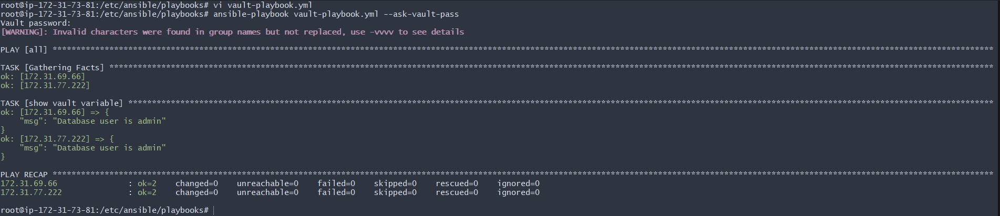 root@ip-172-31-73-81:/etc/ansible/playbooks# vi vault-playbook.yml
root@ip-172-31-73-81:/etc/ansible/playbooks# ansible-playbook vault-playbook.yml --ask-vault-pass
Vault password:
[WARNING]: Invalid characters were found in group names but not replaced, use -vvvv to see details
PLAY [all] ***************************************************************************************************************************************************************************************************
TASK [Gathering Facts] ***************************************************************************************************************************************************************************************
ok: [172.31.69.66]
ok: [172.31.77.222]
TASK [show vault variable] ***********************************************************************************************************************************************************************************
ok: [172.31.69.66] => {
    "msg": "Database user is admin"
}
ok: [172.31.77.222] => {
    "msg": "Database user is admin"
}
PLAY RECAP ***************************************************************************************************************************************************************************************************
172.31.69.66               : ok=2    changed=0    unreachable=0    failed=0    skipped=0    rescued=0    ignored=0
172.31.77.222              : ok=2    changed=0    unreachable=0    failed=0    skipped=0    rescued=0    ignored=0
root@ip-172-31-73-81:/etc/ansible/playbooks#